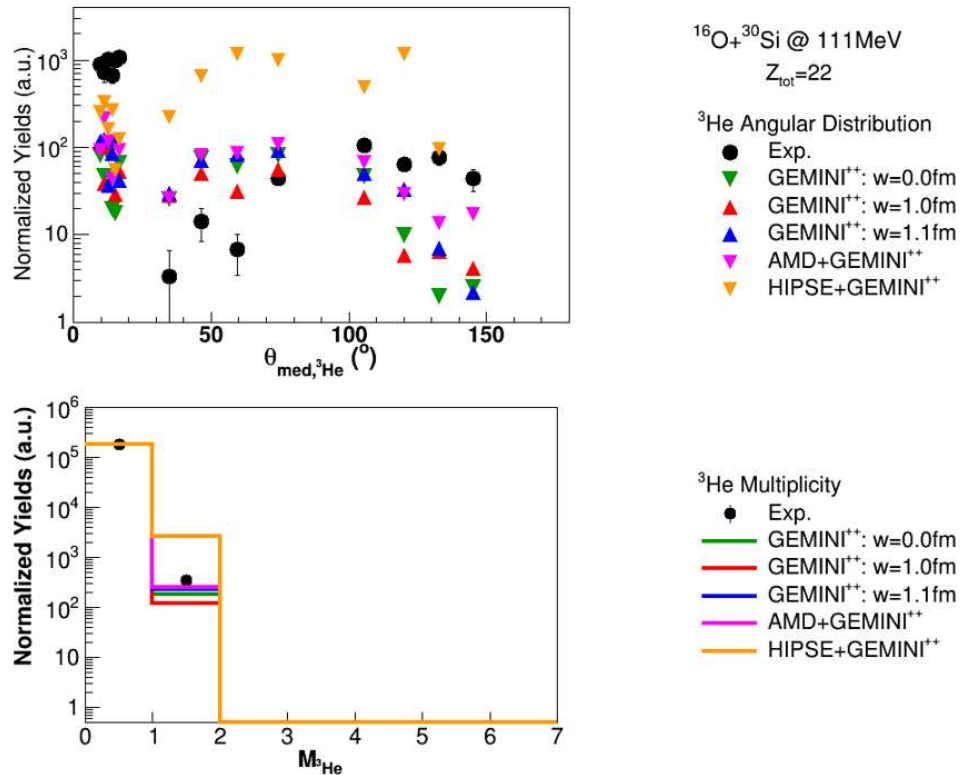 Normalized Yields (a.u.)
10³
10²
10
1
0 50 100 150
θmed,³He (°)
¹⁶O+³⁰Si @ 111MeV
Ztot=22
³He Angular Distribution
Exp.
GEMINI⁺⁺: w=0.0fm
GEMINI⁺⁺: w=1.0fm
GEMINI⁺⁺: w=1.1fm
AMD+GEMINI⁺⁺
HIPSE+GEMINI⁺⁺
Normalized Yields (a.u.)
10⁶
10⁵
10⁴
10³
10²
10
1
0 1 2 3 4 5 6 7
M³He
³He Multiplicity
Exp.
GEMINI⁺⁺: w=0.0fm
GEMINI⁺⁺: w=1.0fm
GEMINI⁺⁺: w=1.1fm
AMD+GEMINI⁺⁺
HIPSE+GEMINI⁺⁺